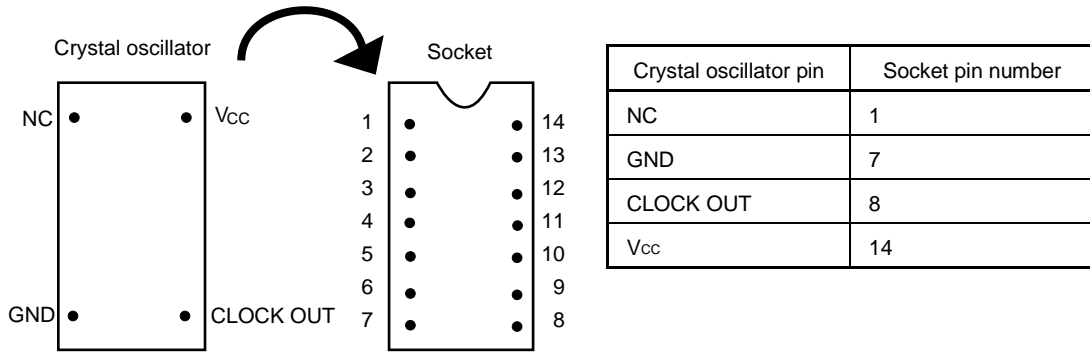 Crystal oscillator
NC
Vcc
GND
CLOCK OUT
Socket
1 14
2 13
3 12
4 11
5 10
6 9
7 8
Crystal oscillator pin Socket pin number
NC 1
GND 7
CLOCK OUT 8
Vcc 14